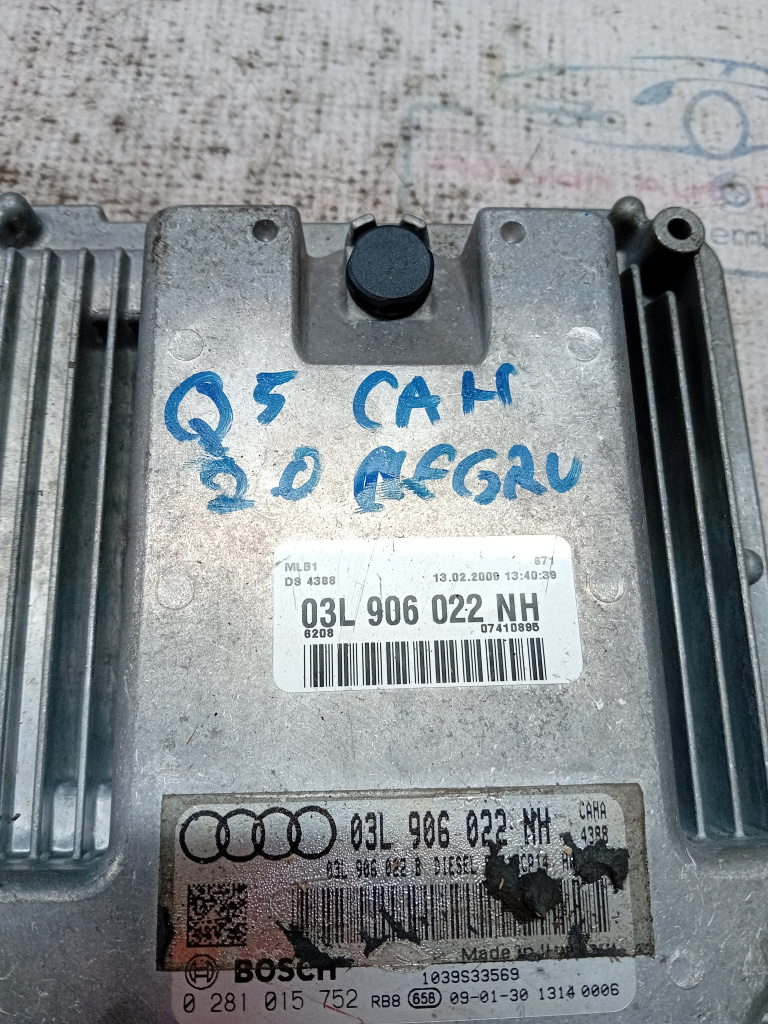 Q5 CAH
2.0 NEGRU
MLB1 671
DS 4388 13.02.2009 13:40:39
03L 906 022 NH
6208 07410895
03L 906 022 NH CAHA 4388
03L 906 022 B DIESEL
Made in
BOSCH 1039S33569
0 281 015 752 RB8 658 09-01-30 1314 0006